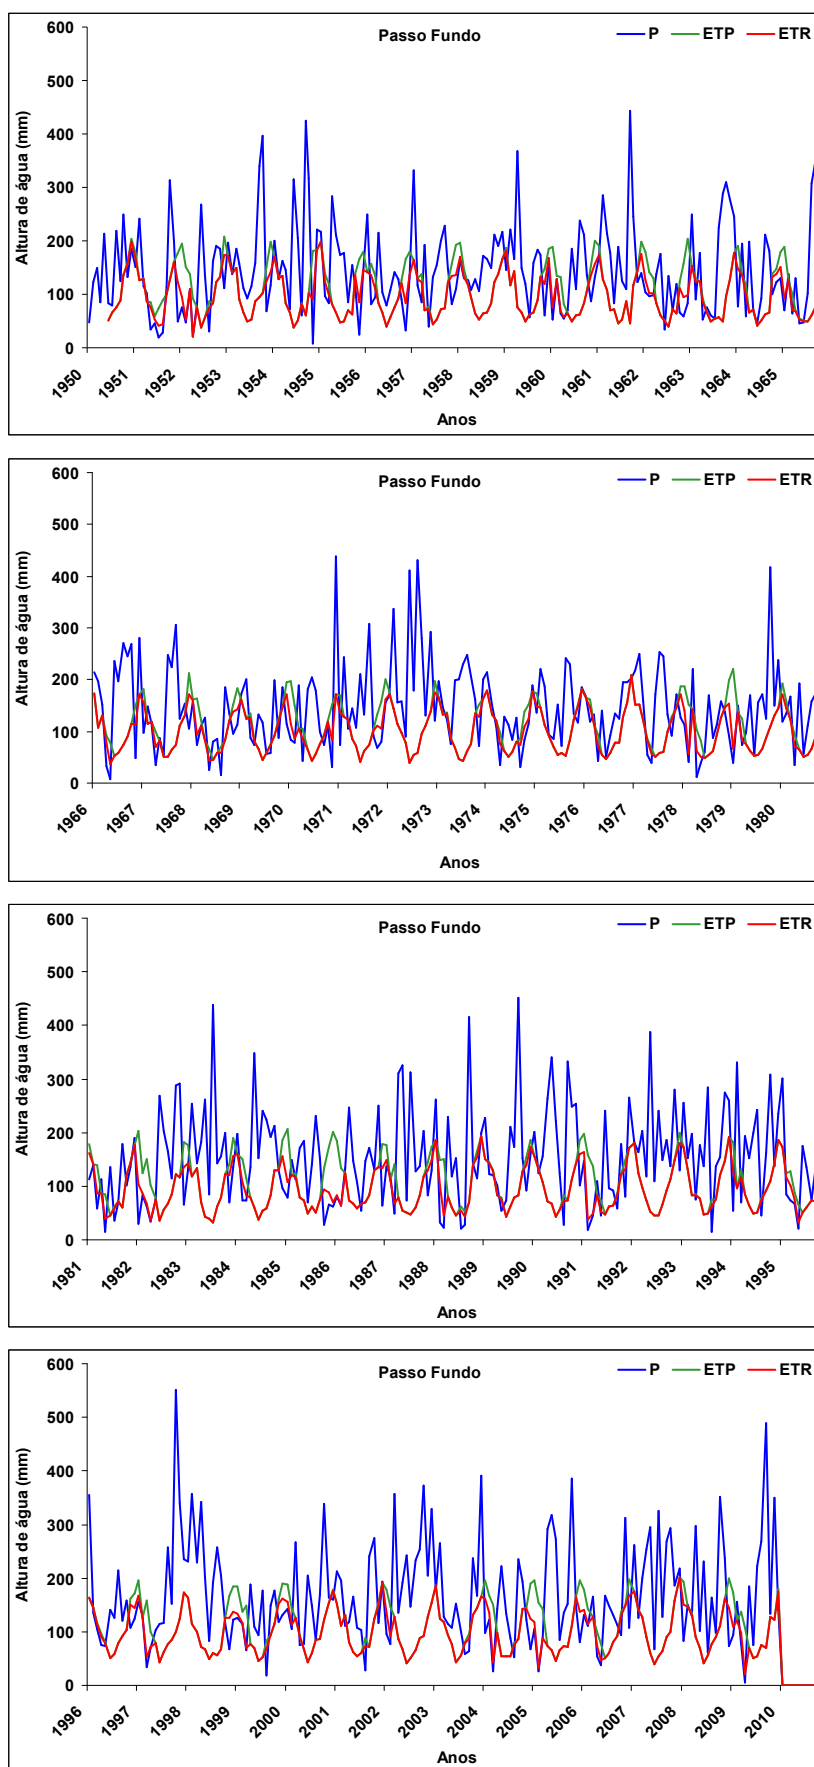 Passo Fundo
P ETP ETR
Altura de água (mm)
600
500
400
300
200
100
0
1950 1951 1952 1953 1954 1955 1956 1957 1958 1959 1960 1961 1962 1963 1964 1965
Anos
Passo Fundo
P ETP ETR
Altura de água (mm)
600
500
400
300
200
100
0
1966 1967 1968 1969 1970 1971 1972 1973 1974 1975 1976 1977 1978 1979 1980
Anos
Passo Fundo
P ETP ETR
Altura de água (mm)
600
500
400
300
200
100
0
1981 1982 1983 1984 1985 1986 1987 1988 1989 1990 1991 1992 1993 1994 1995
Anos
Passo Fundo
P ETP ETR
Altura de água (mm)
600
500
400
300
200
100
0
1996 1997 1998 1999 2000 2001 2002 2003 2004 2005 2006 2007 2008 2009 2010
Anos